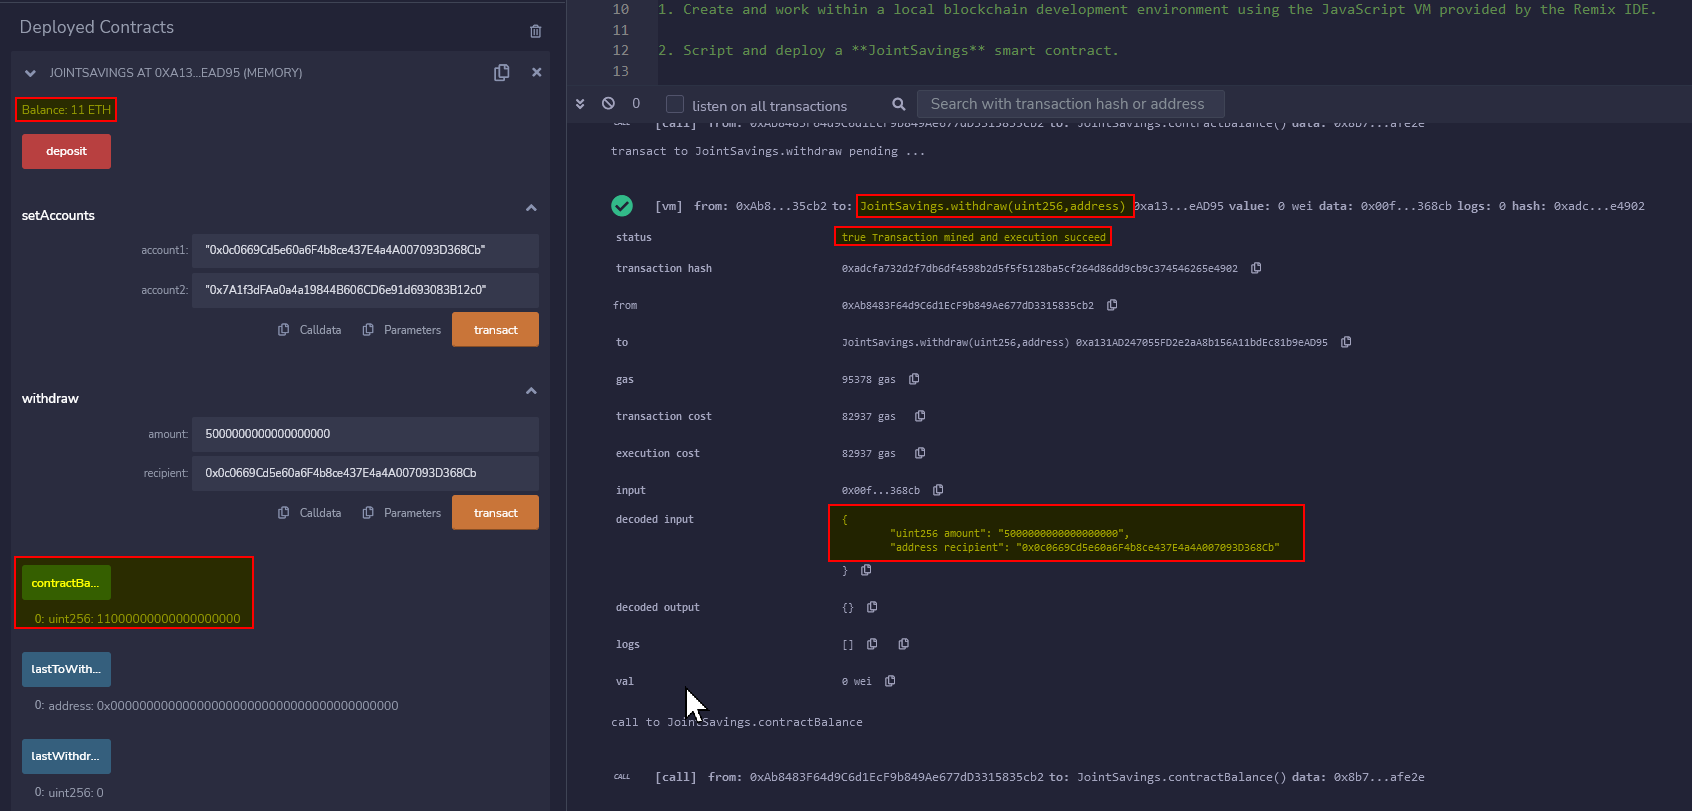 Deployed Contracts
JOINTSAVINGS AT 0XA13...EAD95 (MEMORY)
Balance: 11 ETH
deposit
setAccounts
account1: "0x0c0669Cd5e60a6F4b8ce437E4a4A007093D368Cb"
account2: "0x7A1f3dFAa0a4a19844B606CD6e91d693083B12c0"
Calldata Parameters transact
withdraw
amount: 5000000000000000000
recipient: 0x0c0669Cd5e60a6F4b8ce437E4a4A007093D368Cb
Calldata Parameters transact
contractBa...
0: uint256: 11000000000000000000
lastToWith...
0: address: 0x0000000000000000000000000000000000000000
lastWithdr...
0: uint256: 0
10 1. Create and work within a local blockchain development environment using the JavaScript VM provided by the Remix IDE.
11
12 2. Script and deploy a **JointSavings** smart contract.
13
0 listen on all transactions Search with transaction hash or address
CALL [call] from: 0xAb8483F64d9C6d1EcF9b849Ae677dD3315835cb2 to: JointSavings.contractBalance() data: 0x8b7...afe2e
transact to JointSavings.withdraw pending ...
[vm] from: 0xAb8...35cb2 to: JointSavings.withdraw(uint256,address) 0xa13...eAD95 value: 0 wei data: 0x00f...368cb logs: 0 hash: 0xadc...e4902
status true Transaction mined and execution succeed
transaction hash 0xadcfa732d2f7db6df4598b2d5f5f5128ba5cf264d86dd9cb9c374546265e4902
from 0xAb8483F64d9C6d1EcF9b849Ae677dD3315835cb2
to JointSavings.withdraw(uint256,address) 0xa131AD247055FD2e2aA8b156A11bdEc81b9eAD95
gas 95378 gas
transaction cost 82937 gas
execution cost 82937 gas
input 0x00f...368cb
decoded input {
"uint256 amount": "5000000000000000000",
"address recipient": "0x0c0669Cd5e60a6F4b8ce437E4a4A007093D368Cb"
}
decoded output {}
logs []
val 0 wei
call to JointSavings.contractBalance
CALL [call] from: 0xAb8483F64d9C6d1EcF9b849Ae677dD3315835cb2 to: JointSavings.contractBalance() data: 0x8b7...afe2e